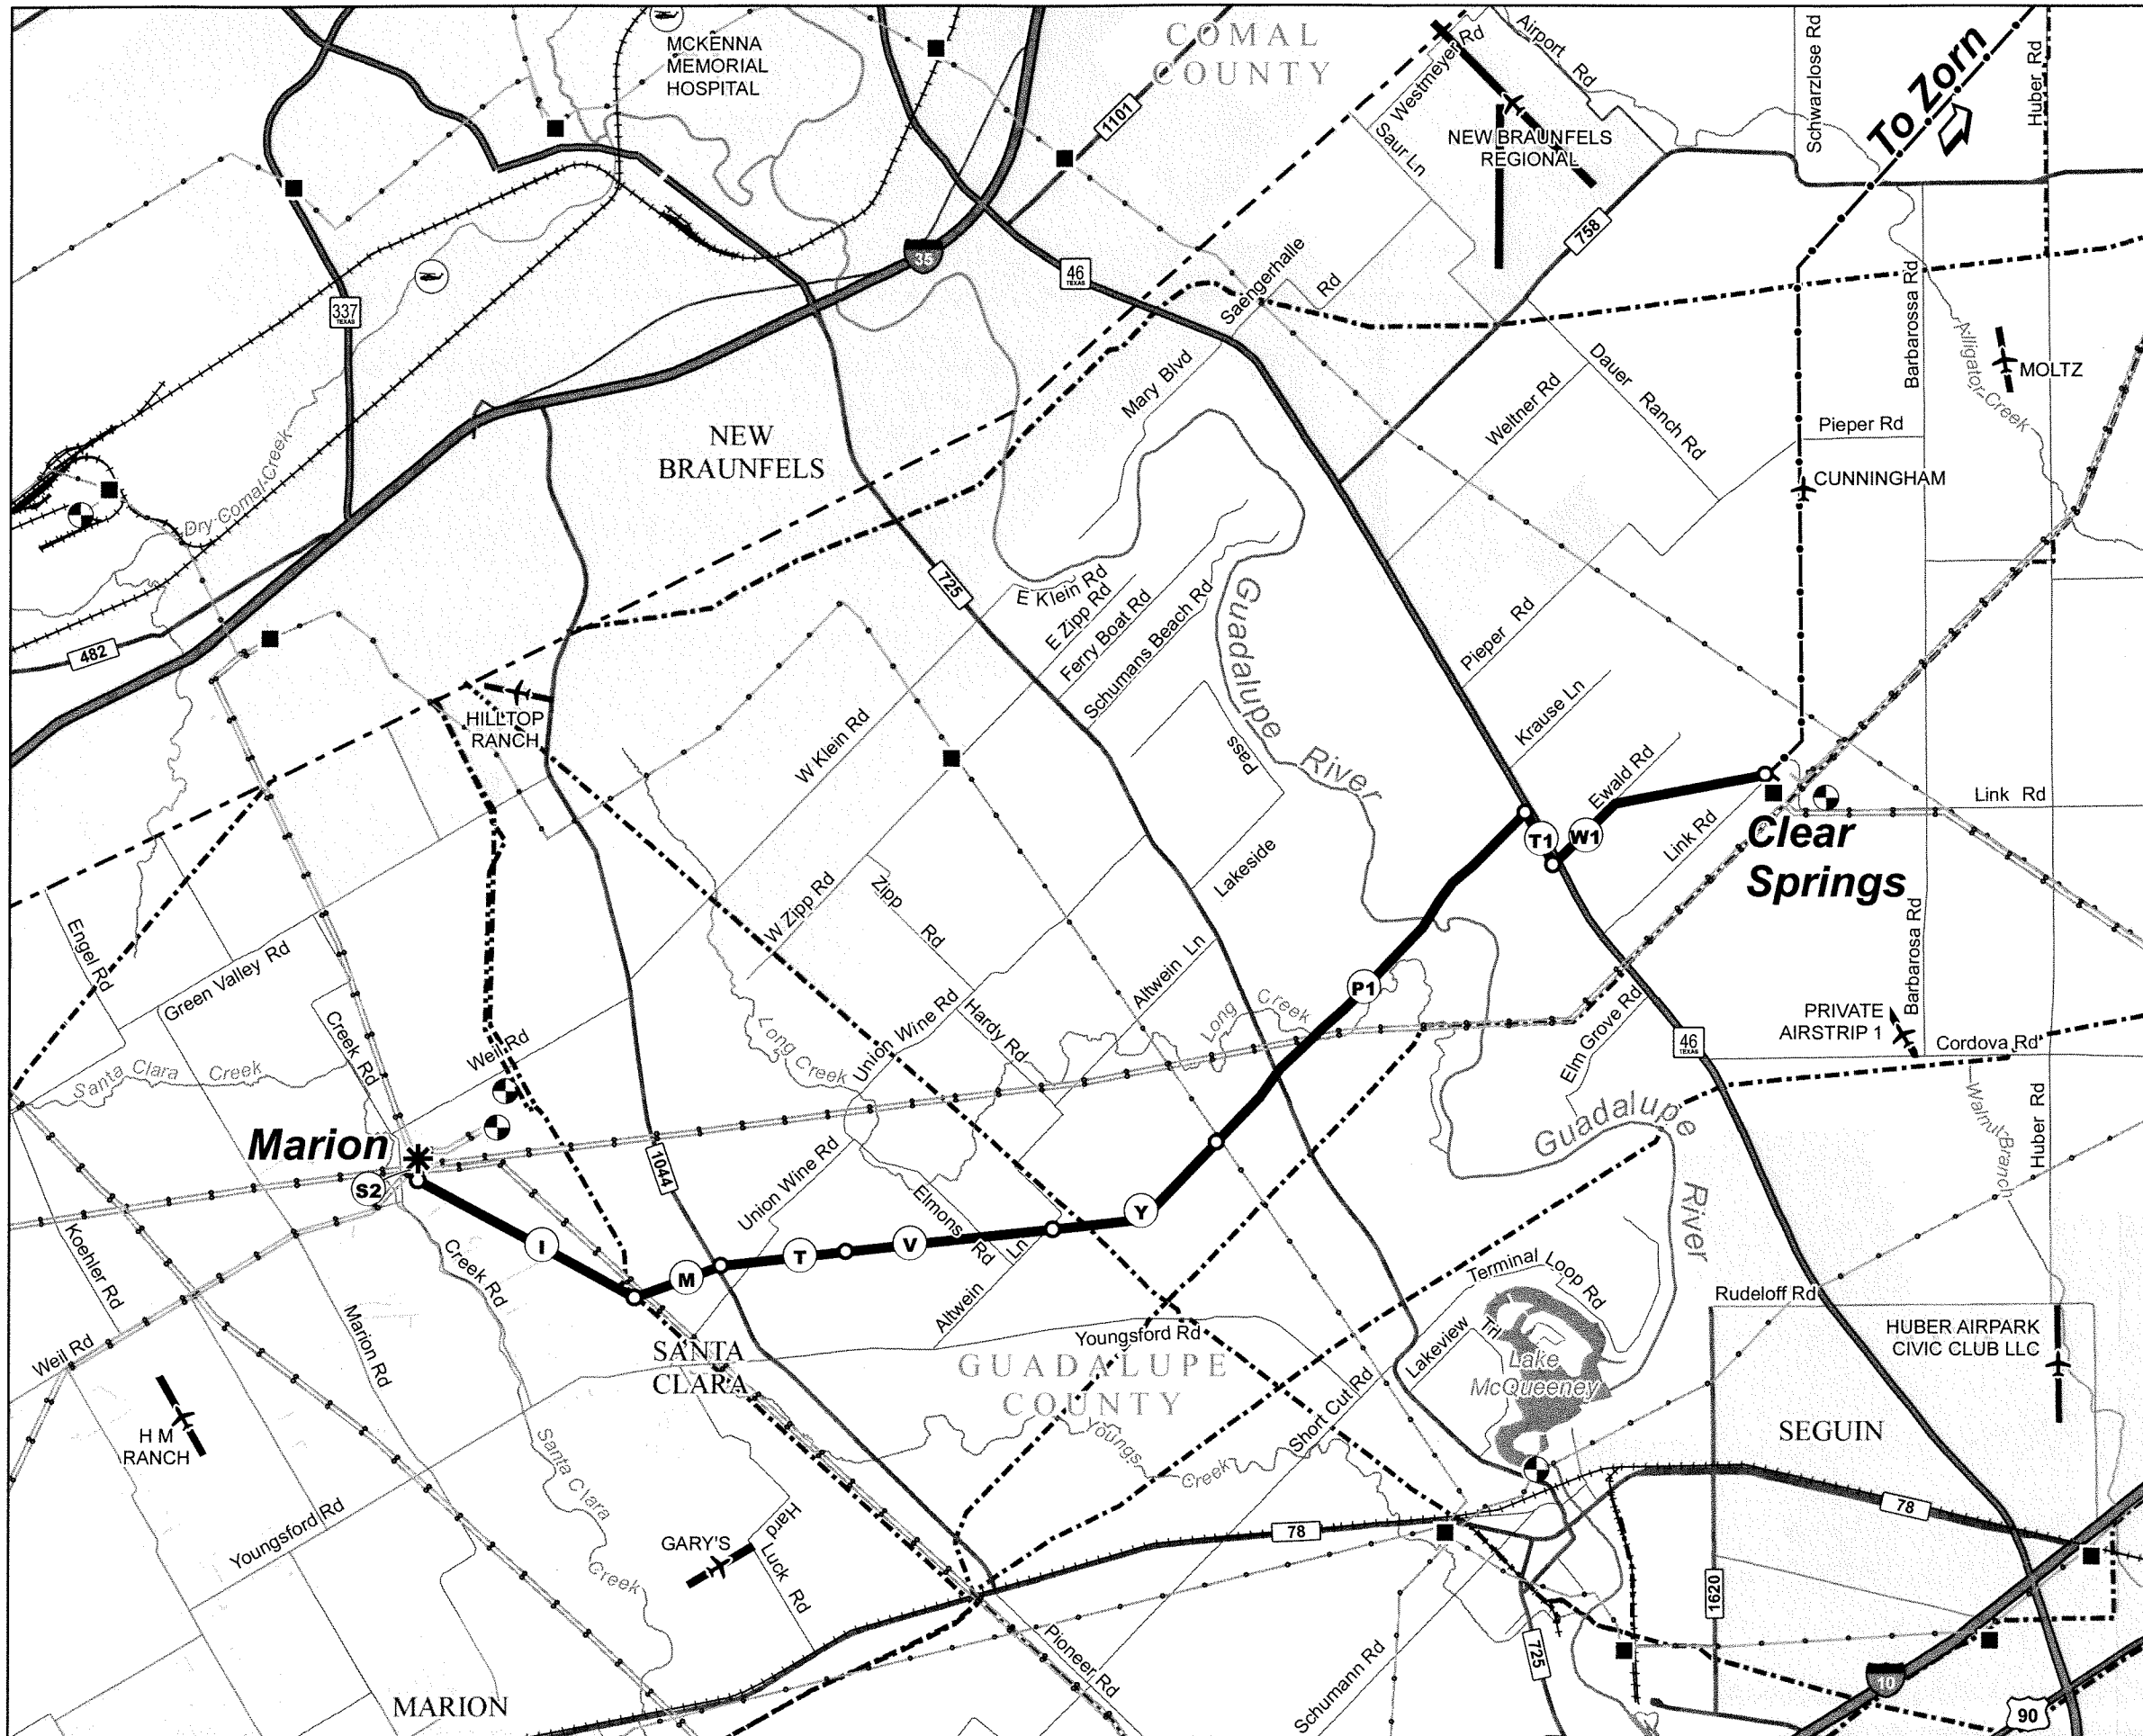 MCKENNA
MEMORIAL
HOSPITAL
COMAL
COUNTY
Airport Rd
S Westmeyer Rd
Saur Ln
NEW BRAUNFELS
REGIONAL
Schwarzlose Rd
To Zorn
Huber Rd
1101
758
35
46
TEXAS
337
TEXAS
Saengerhalle Rd
Mary Blvd
Barbarossa Rd
Alligator Creek
MOLTZ
Dauer Ranch Rd
Weltner Rd
Pieper Rd
CUNNINGHAM
NEW
BRAUNFELS
Dry Comal Creek
482
725
E Klein Rd
E Zipp Rd
Ferry Boat Rd
Schumans Beach Rd
Guadalupe River
Pieper Rd
Krause Ln
Ewald Rd
HILLTOP
RANCH
W Klein Rd
Pass
Lakeside
Link Rd
Link Rd
T1
W1
Clear
Springs
W Zipp Rd
Zipp Rd
Engel Rd
Green Valley Rd
Altwein Ln
Barbarosa Rd
P1
Creek Rd
Weil Rd
Long Creek
Union Wine Rd
Hardy Rd
Long Creek
Elm Grove Rd
46
TEXAS
PRIVATE
AIRSTRIP 1
Cordova Rd
Santa Clara Creek
Marion
S2
1044
Union Wine Rd
Elmons Rd
Guadalupe River
Walnut Branch
Huber Rd
I
M
T
V
Y
Koehler Rd
Creek Rd
Altwein Ln
Terminal Loop Rd
Rudeloff Rd
Weil Rd
Marion Rd
SANTA
CLARA
Youngsford Rd
GUADALUPE
COUNTY
Lakeview Trl
Lake
McQueeney
HUBER AIRPARK
CIVIC CLUB LLC
H M
RANCH
Santa Clara Creek
Youngs Creek
Short Cut Rd
SEGUIN
Youngsford Rd
GARY'S
Hard Luck Rd
78
78
1620
Pioneer Rd
Schumann Rd
725
10
90
MARION